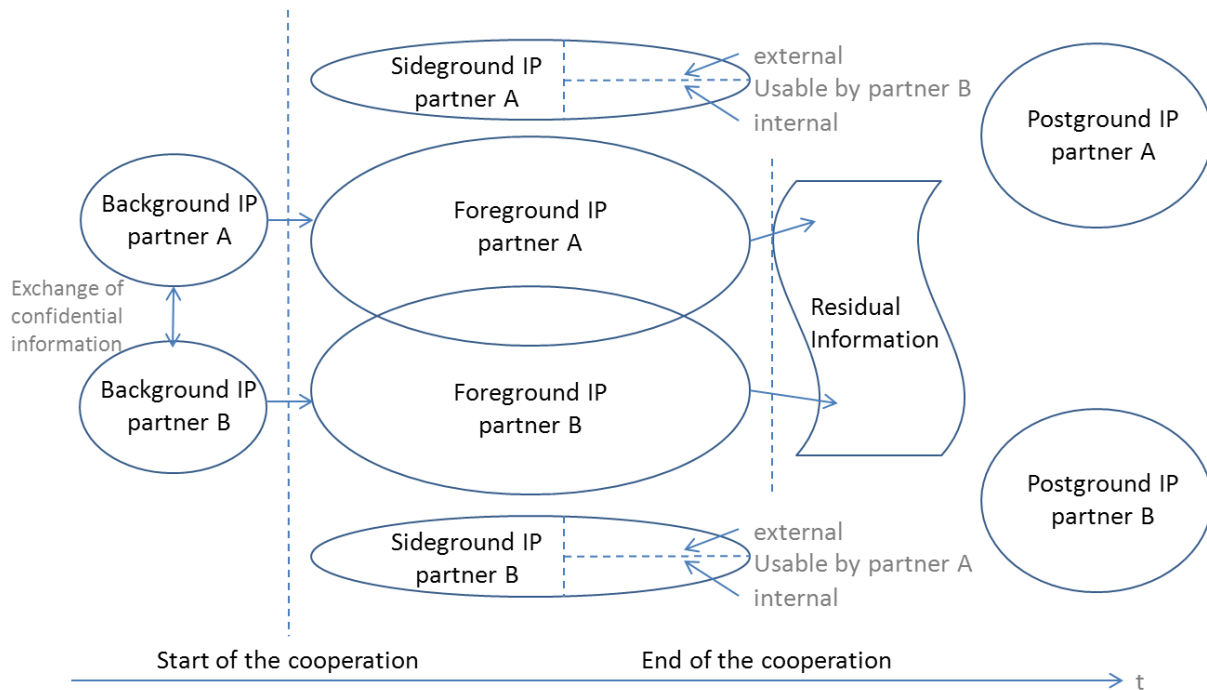 Sideground IP
partner A
external
Usable by partner B
internal
Postground IP
partner A
Background IP
partner A
Foreground IP
partner A
Exchange of
confidential
information
Residual
Information
Background IP
partner B
Foreground IP
partner B
Postground IP
partner B
Sideground IP
partner B
external
Usable by partner A
internal
Start of the cooperation
End of the cooperation
t